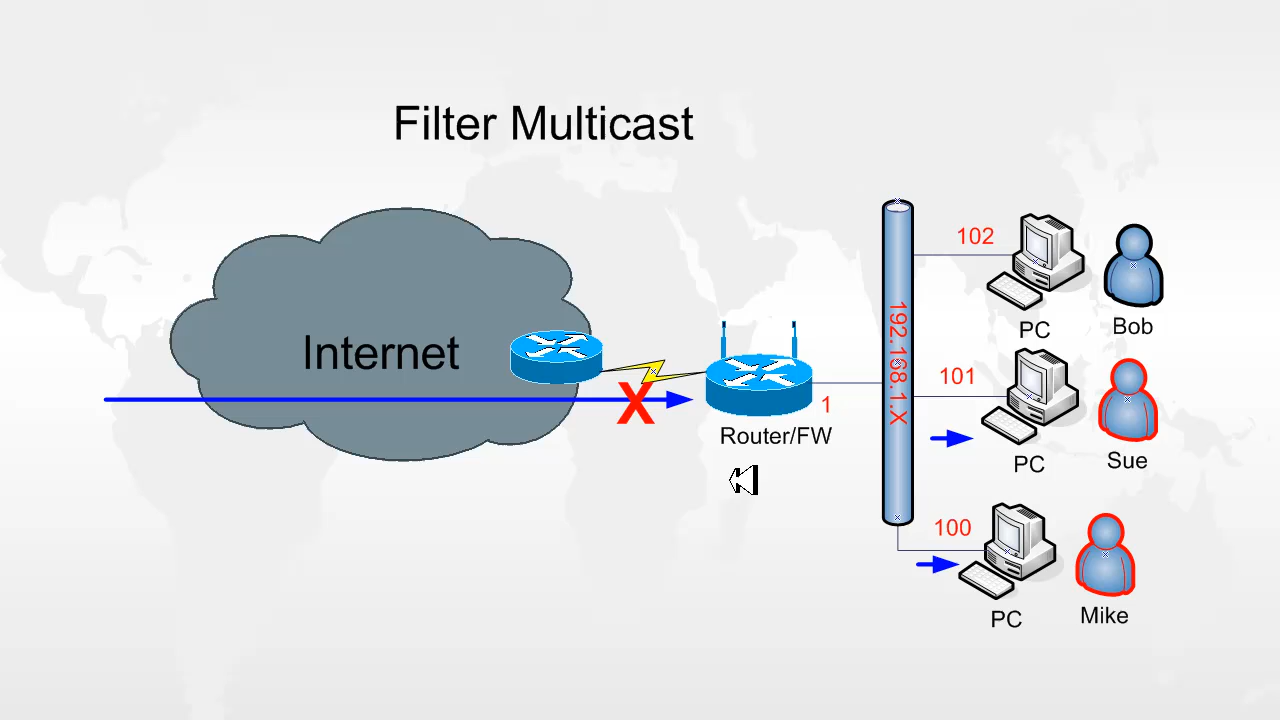 Filter Multicast
Internet
Router/FW
1
192.168.1.X
102
PC
Bob
101
PC
Sue
100
PC
Mike
X